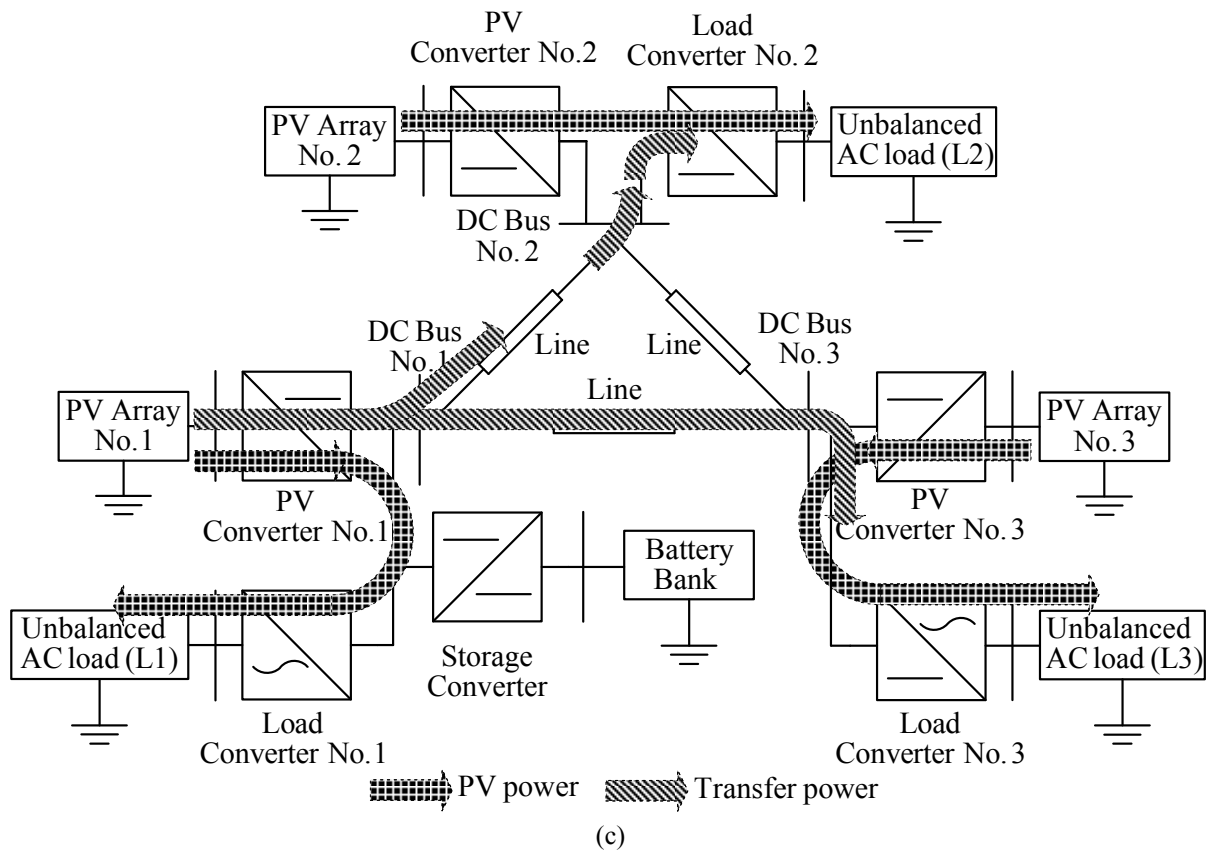 PV
Converter No.2
Load
Converter No. 2
PV Array
No. 2
Unbalanced
AC load (L2)
DC Bus
No. 2
DC Bus
No.1
Line
Line
DC Bus
No.3
Line
PV Array
No.1
PV Array
No.3
PV
Converter No.1
PV
Converter No.3
Battery
Bank
Unbalanced
AC load (L1)
Storage
Converter
Unbalanced
AC load (L3)
Load
Converter No.1
Load
Converter No.3
PV power
Transfer power
(c)